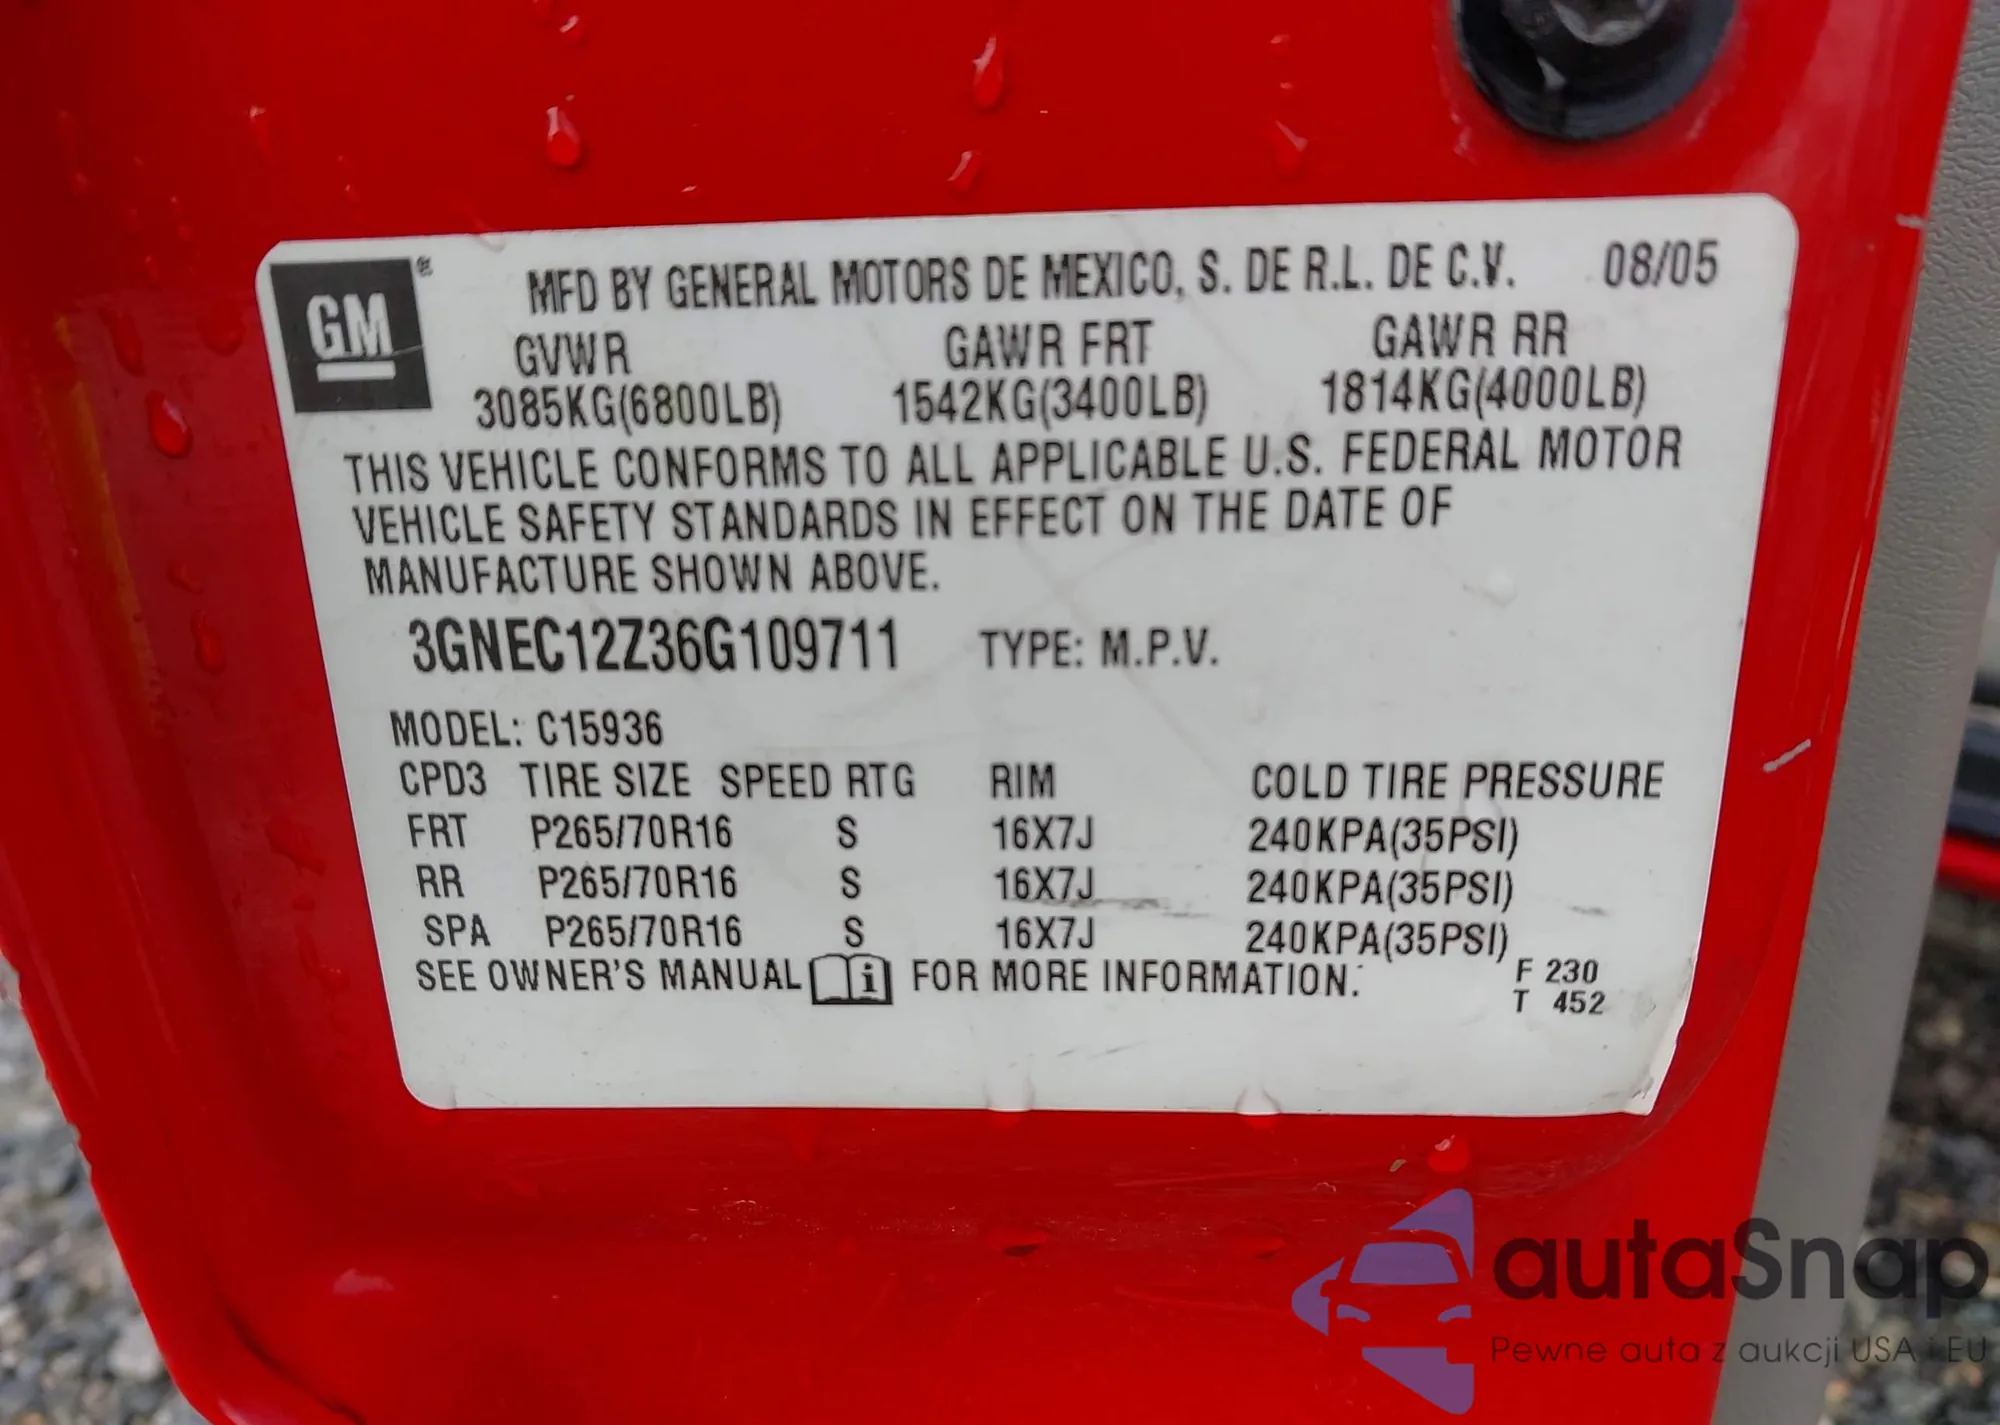 GM ®
MFD BY GENERAL MOTORS DE MEXICO, S. DE R.L. DE C.V. 08/05
GVWR GAWR FRT GAWR RR
3085KG(6800LB) 1542KG(3400LB) 1814KG(4000LB)
THIS VEHICLE CONFORMS TO ALL APPLICABLE U.S. FEDERAL MOTOR
VEHICLE SAFETY STANDARDS IN EFFECT ON THE DATE OF
MANUFACTURE SHOWN ABOVE.
3GNEC12Z36G109711 TYPE: M.P.V.
MODEL: C15936
CPD3 TIRE SIZE SPEED RTG RIM COLD TIRE PRESSURE
FRT P265/70R16 S 16X7J 240KPA(35PSI)
RR P265/70R16 S 16X7J 240KPA(35PSI)
SPA P265/70R16 S 16X7J 240KPA(35PSI)
SEE OWNER'S MANUAL i FOR MORE INFORMATION.
F 230
T 452
autaSnap
Pewne auta z aukcji USA i EU